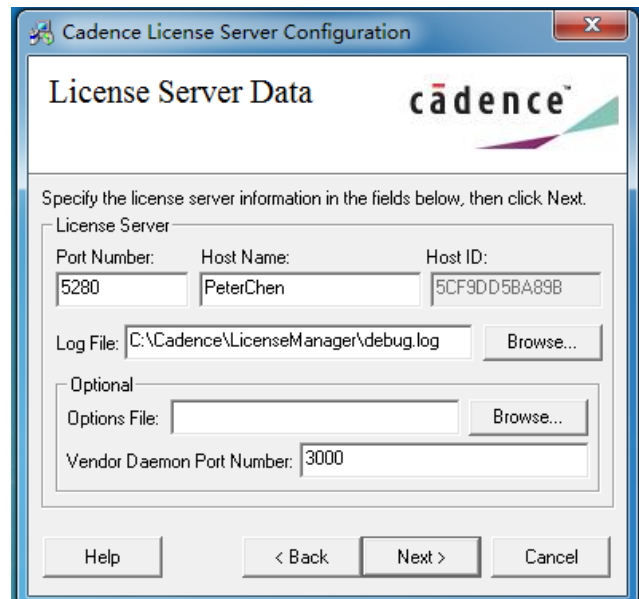 Cadence License Server Configuration
License Server Data
cādence™
Specify the license server information in the fields below, then click Next.
License Server
Port Number: Host Name: Host ID:
5280 PeterChen 5CF9DD5BA89B
Log File: C:\Cadence\LicenseManager\debug.log Browse...
Optional
Options File: Browse...
Vendor Daemon Port Number: 3000
Help < Back Next > Cancel